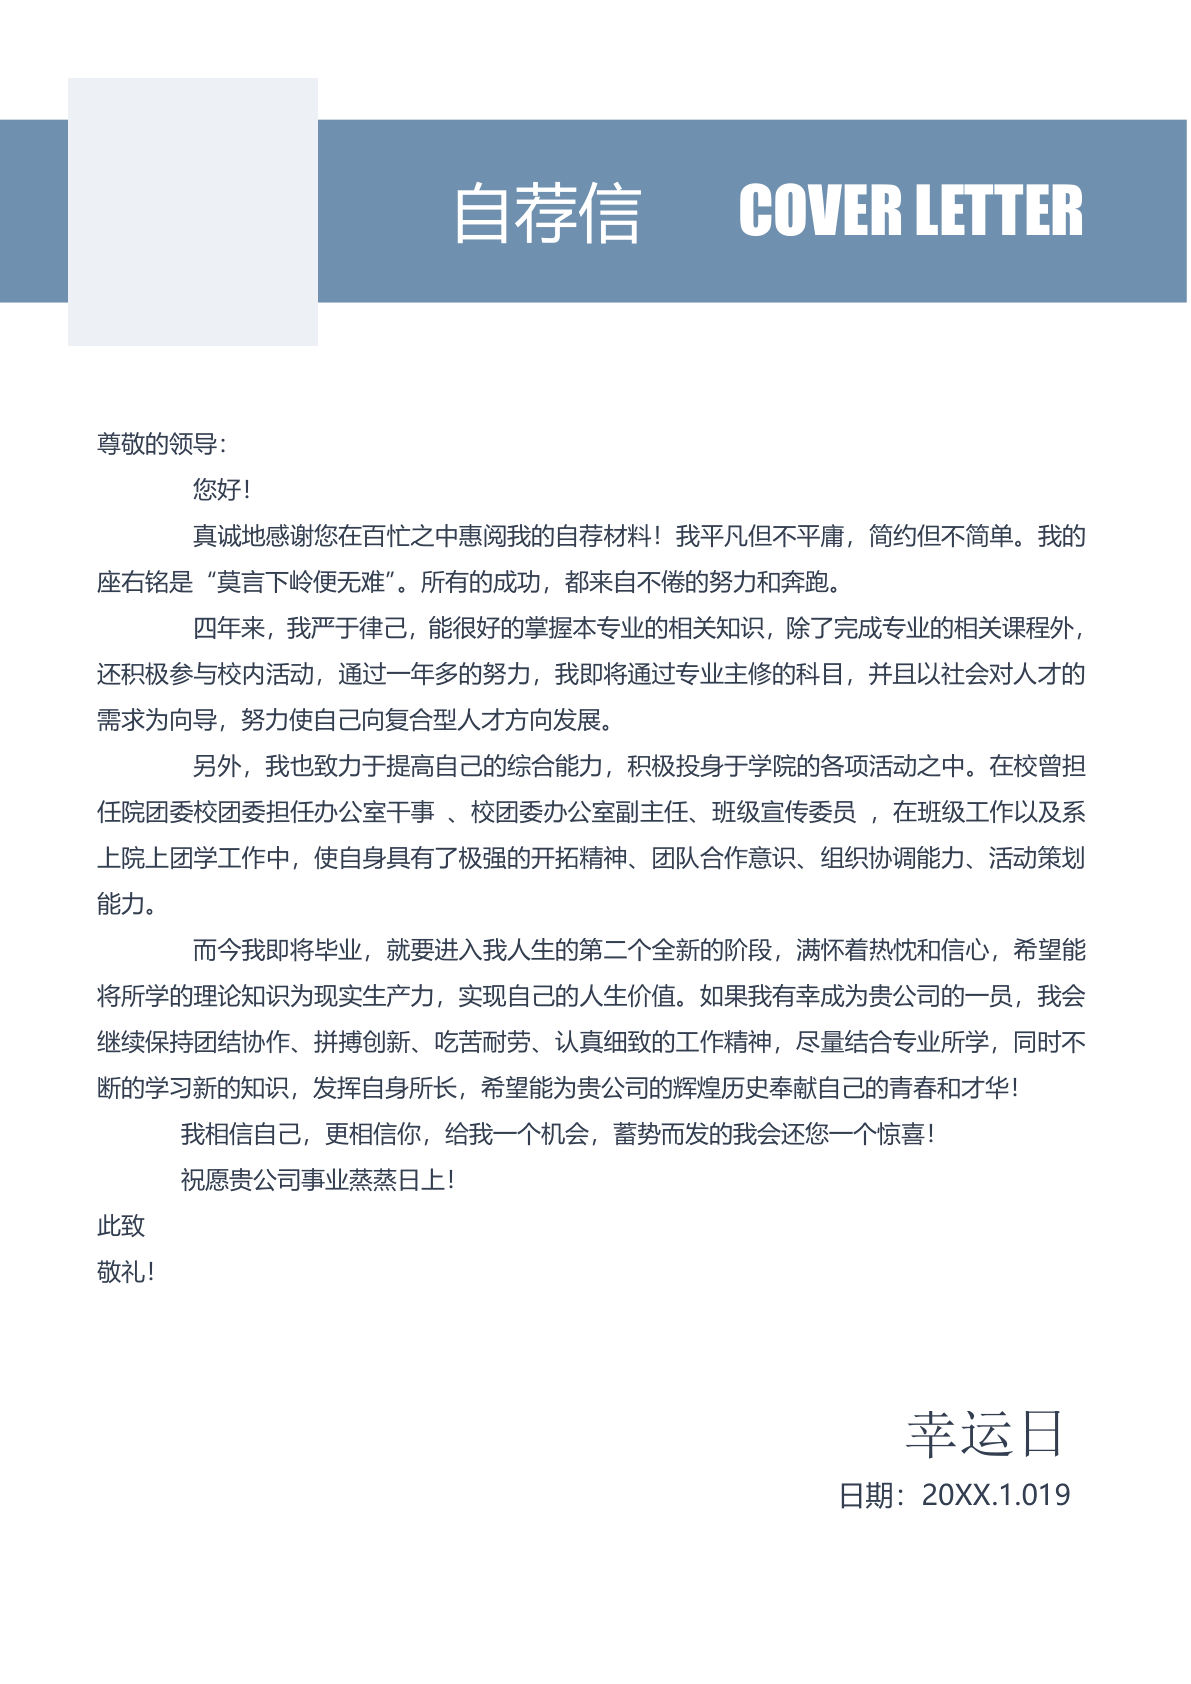 自荐信 COVER LETTER
尊敬的领导：
您好！
真诚地感谢您在百忙之中惠阅我的自荐材料！我平凡但不平庸，简约但不简单。我的
座右铭是“莫言下岭便无难”。所有的成功，都来自不倦的努力和奔跑。
四年来，我严于律己，能很好的掌握本专业的相关知识，除了完成专业的相关课程外，
还积极参与校内活动，通过一年多的努力，我即将通过专业主修的科目，并且以社会对人才的
需求为向导，努力使自己向复合型人才方向发展。
另外，我也致力于提高自己的综合能力，积极投身于学院的各项活动之中。在校曾担
任院团委校团委担任办公室干事 、校团委办公室副主任、班级宣传委员 ，在班级工作以及系
上院上团学工作中，使自身具有了极强的开拓精神、团队合作意识、组织协调能力、活动策划
能力。
而今我即将毕业，就要进入我人生的第二个全新的阶段，满怀着热忱和信心，希望能
将所学的理论知识为现实生产力，实现自己的人生价值。如果我有幸成为贵公司的一员，我会
继续保持团结协作、拼搏创新、吃苦耐劳、认真细致的工作精神，尽量结合专业所学，同时不
断的学习新的知识，发挥自身所长，希望能为贵公司的辉煌历史奉献自己的青春和才华！
我相信自己，更相信你，给我一个机会，蓄势而发的我会还您一个惊喜！
祝愿贵公司事业蒸蒸日上！
此致
敬礼！
幸运日
日期：20XX.1.019